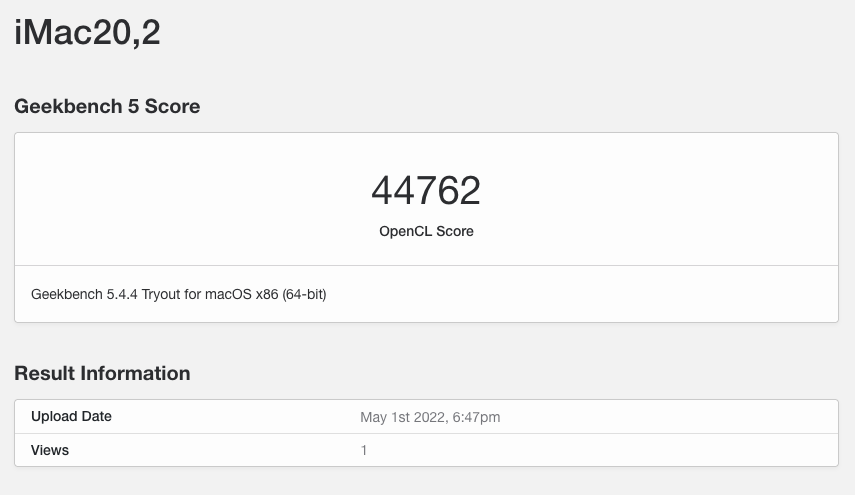 iMac20,2
Geekbench 5 Score
44762
OpenCL Score
Geekbench 5.4.4 Tryout for macOS x86 (64-bit)
Result Information
Upload Date May 1st 2022, 6:47pm
Views 1